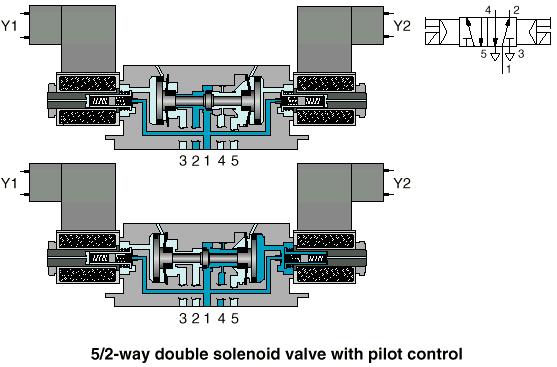 Y1 Y2
4 2
5 3
1
3 2 1 4 5
Y1 Y2
3 2 1 4 5
5/2-way double solenoid valve with pilot control